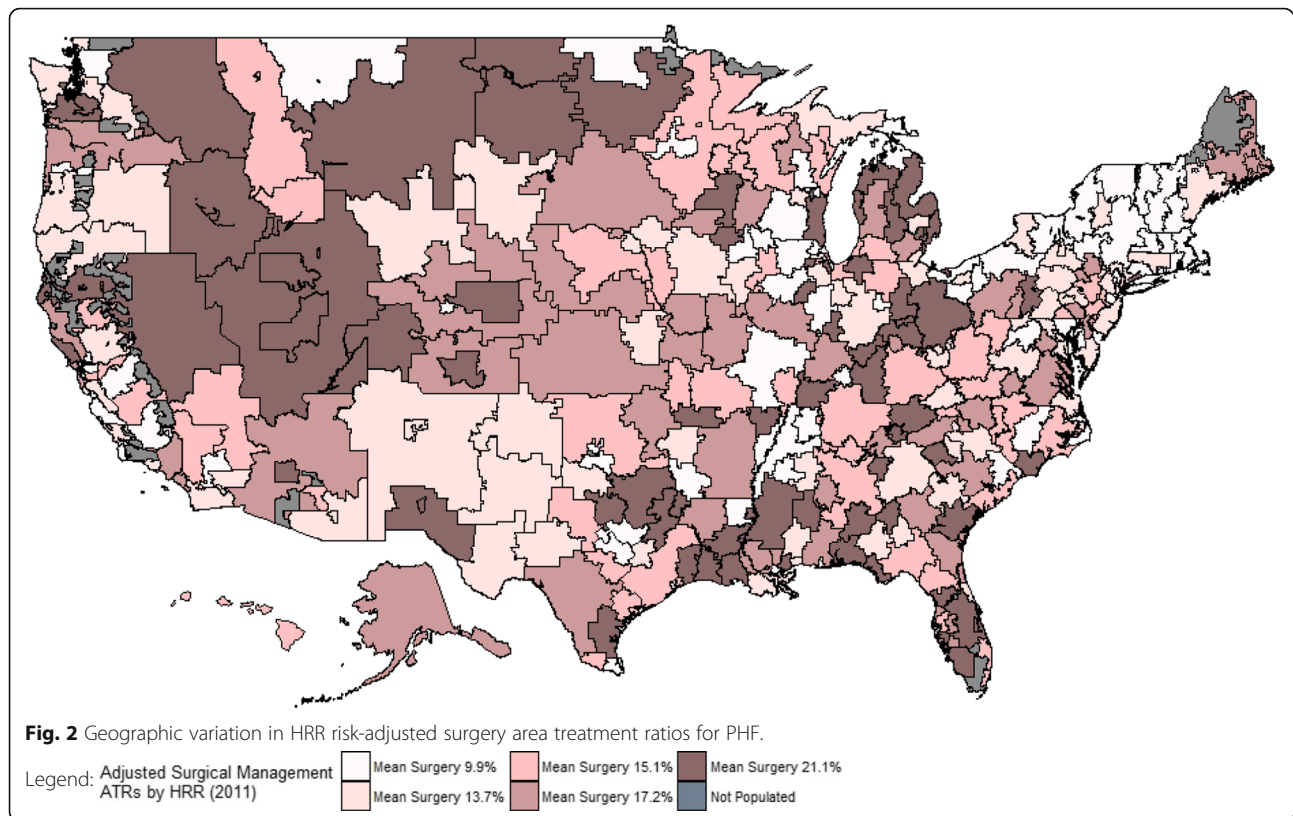 Fig. 2 Geographic variation in HRR risk-adjusted surgery area treatment ratios for PHF.
Legend: Adjusted Surgical Management ATRs by HRR (2011)
Mean Surgery 9.9% Mean Surgery 15.1% Mean Surgery 21.1%
Mean Surgery 13.7% Mean Surgery 17.2% Not Populated